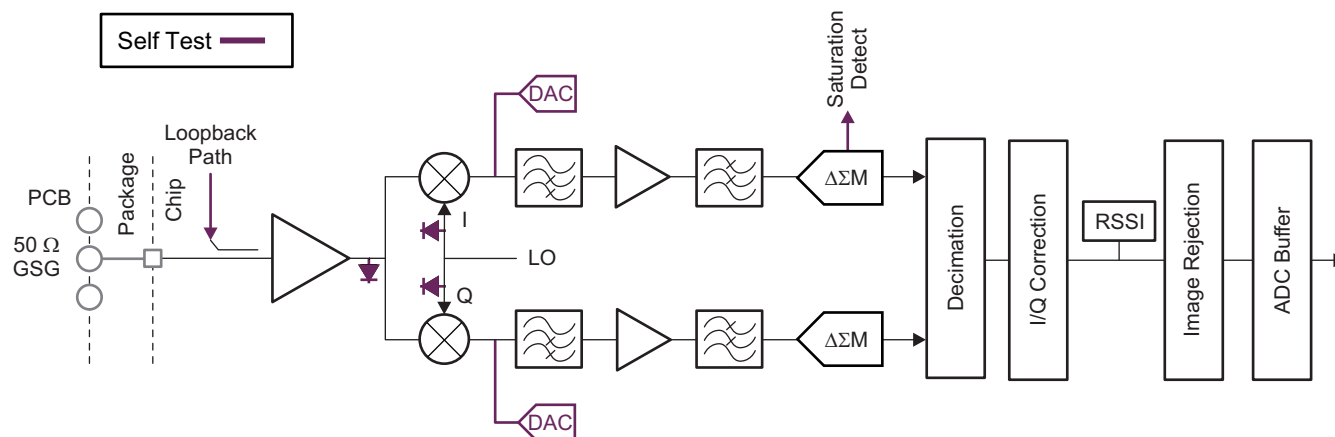 Self Test
DAC
Saturation
Detect
Loopback
Path
PCB
Package
Chip
50 Ω
GSG
I
LO
Q
ΔΣM
ΔΣM
DAC
Decimation
I/Q Correction
RSSI
Image Rejection
ADC Buffer